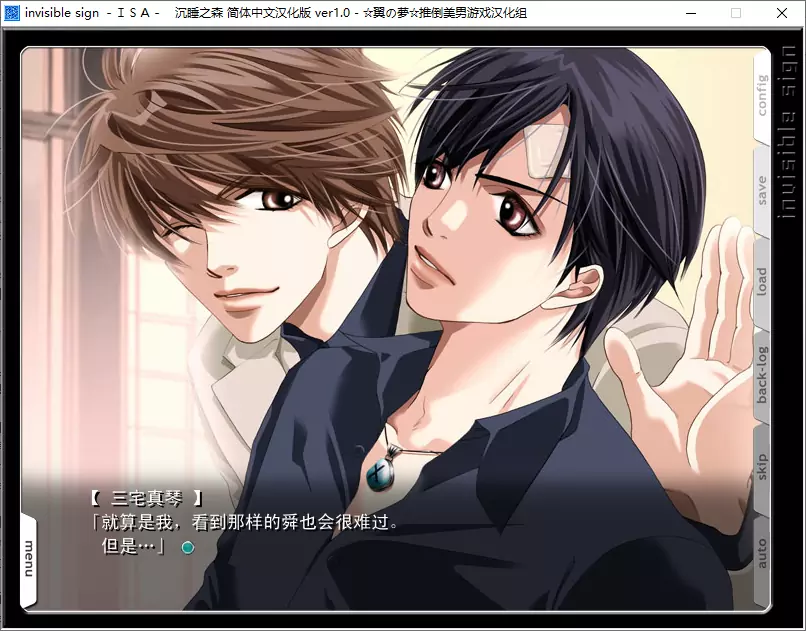 invisible sign －ＩＳＡ－ 沉睡之森 简体中文汉化版 ver1.0 - ☆翼の夢☆推倒美男游戏汉化组
invisible sign
config
save
load
back-log
skip
auto
menu
【 三宅真琴 】
「就算是我，看到那样的舜也会很难过。
但是…」